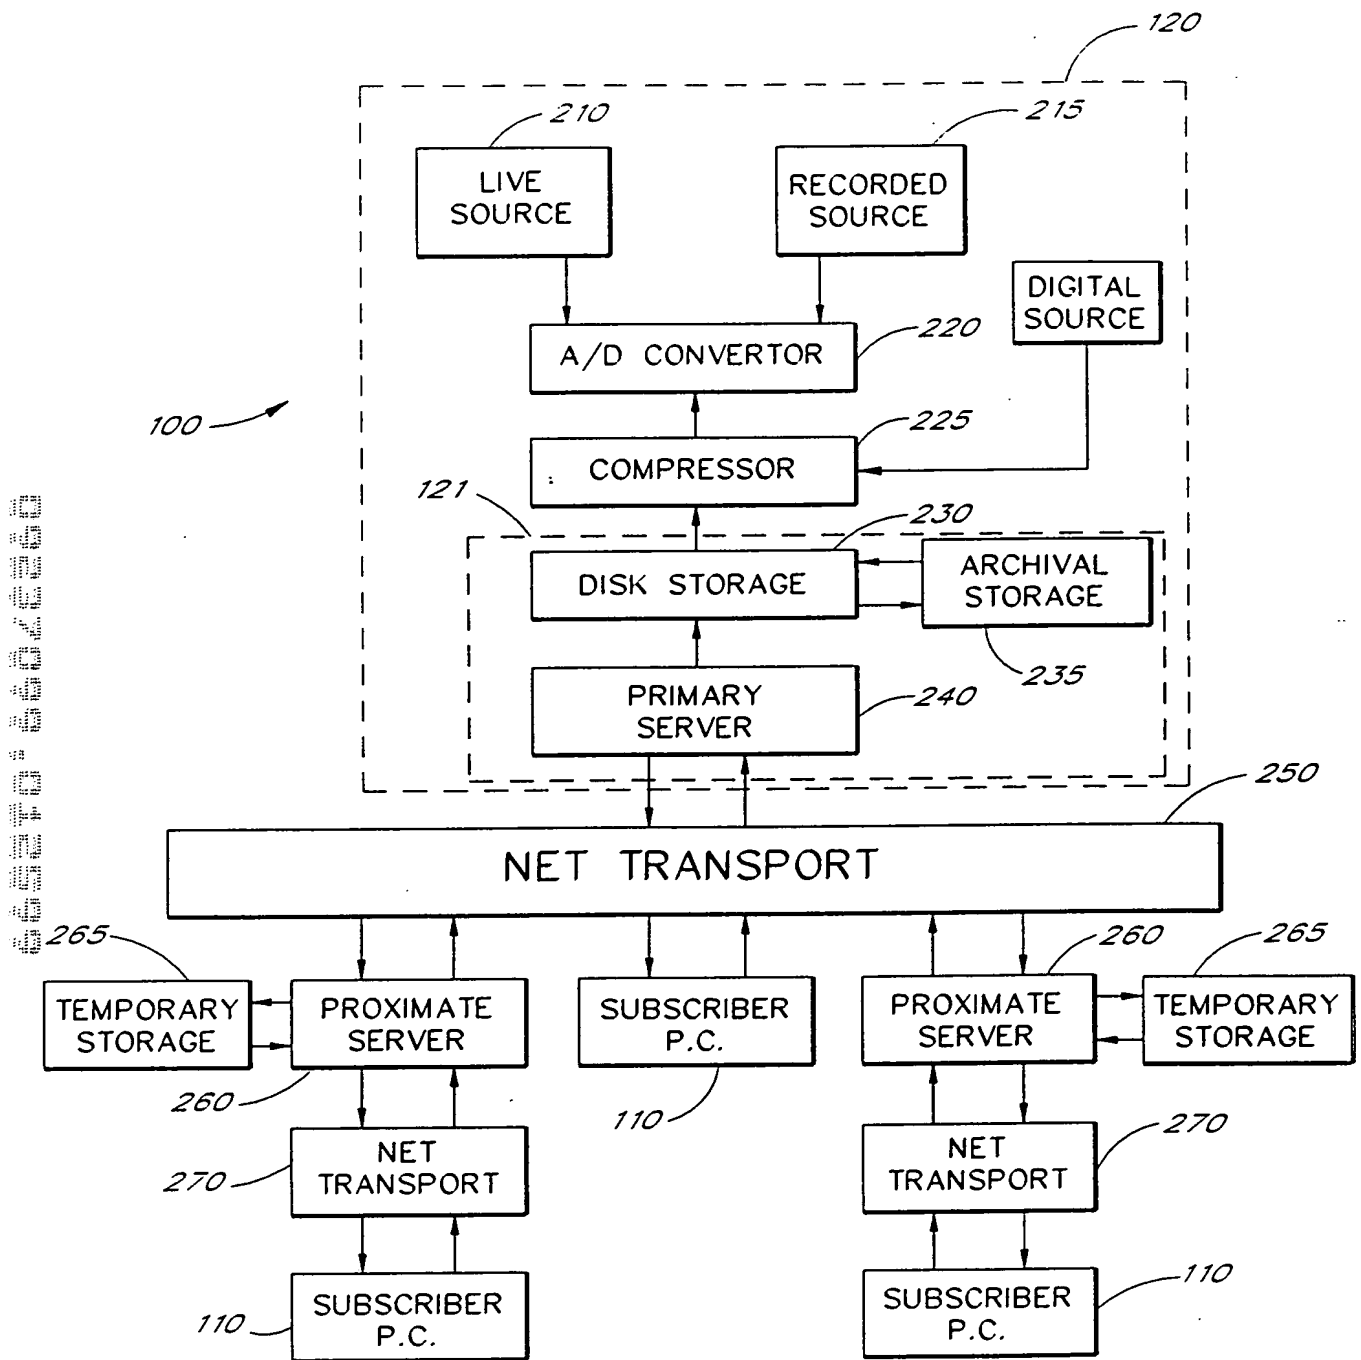 120
210
215
LIVE
SOURCE
RECORDED
SOURCE
DIGITAL
SOURCE
220
A/D CONVERTOR
100
225
COMPRESSOR
121
230
DISK STORAGE
ARCHIVAL
STORAGE
235
PRIMARY
SERVER
240
250
NET TRANSPORT
265
TEMPORARY
STORAGE
PROXIMATE
SERVER
260
SUBSCRIBER
P.C.
110
260
PROXIMATE
SERVER
265
TEMPORARY
STORAGE
270
NET
TRANSPORT
NET
TRANSPORT
270
110
SUBSCRIBER
P.C.
SUBSCRIBER
P.C.
110